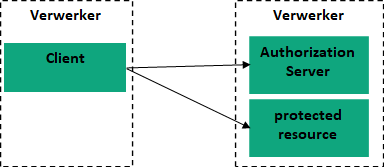 Verwerker
Client
Verwerker
Authorization
Server
protected
resource